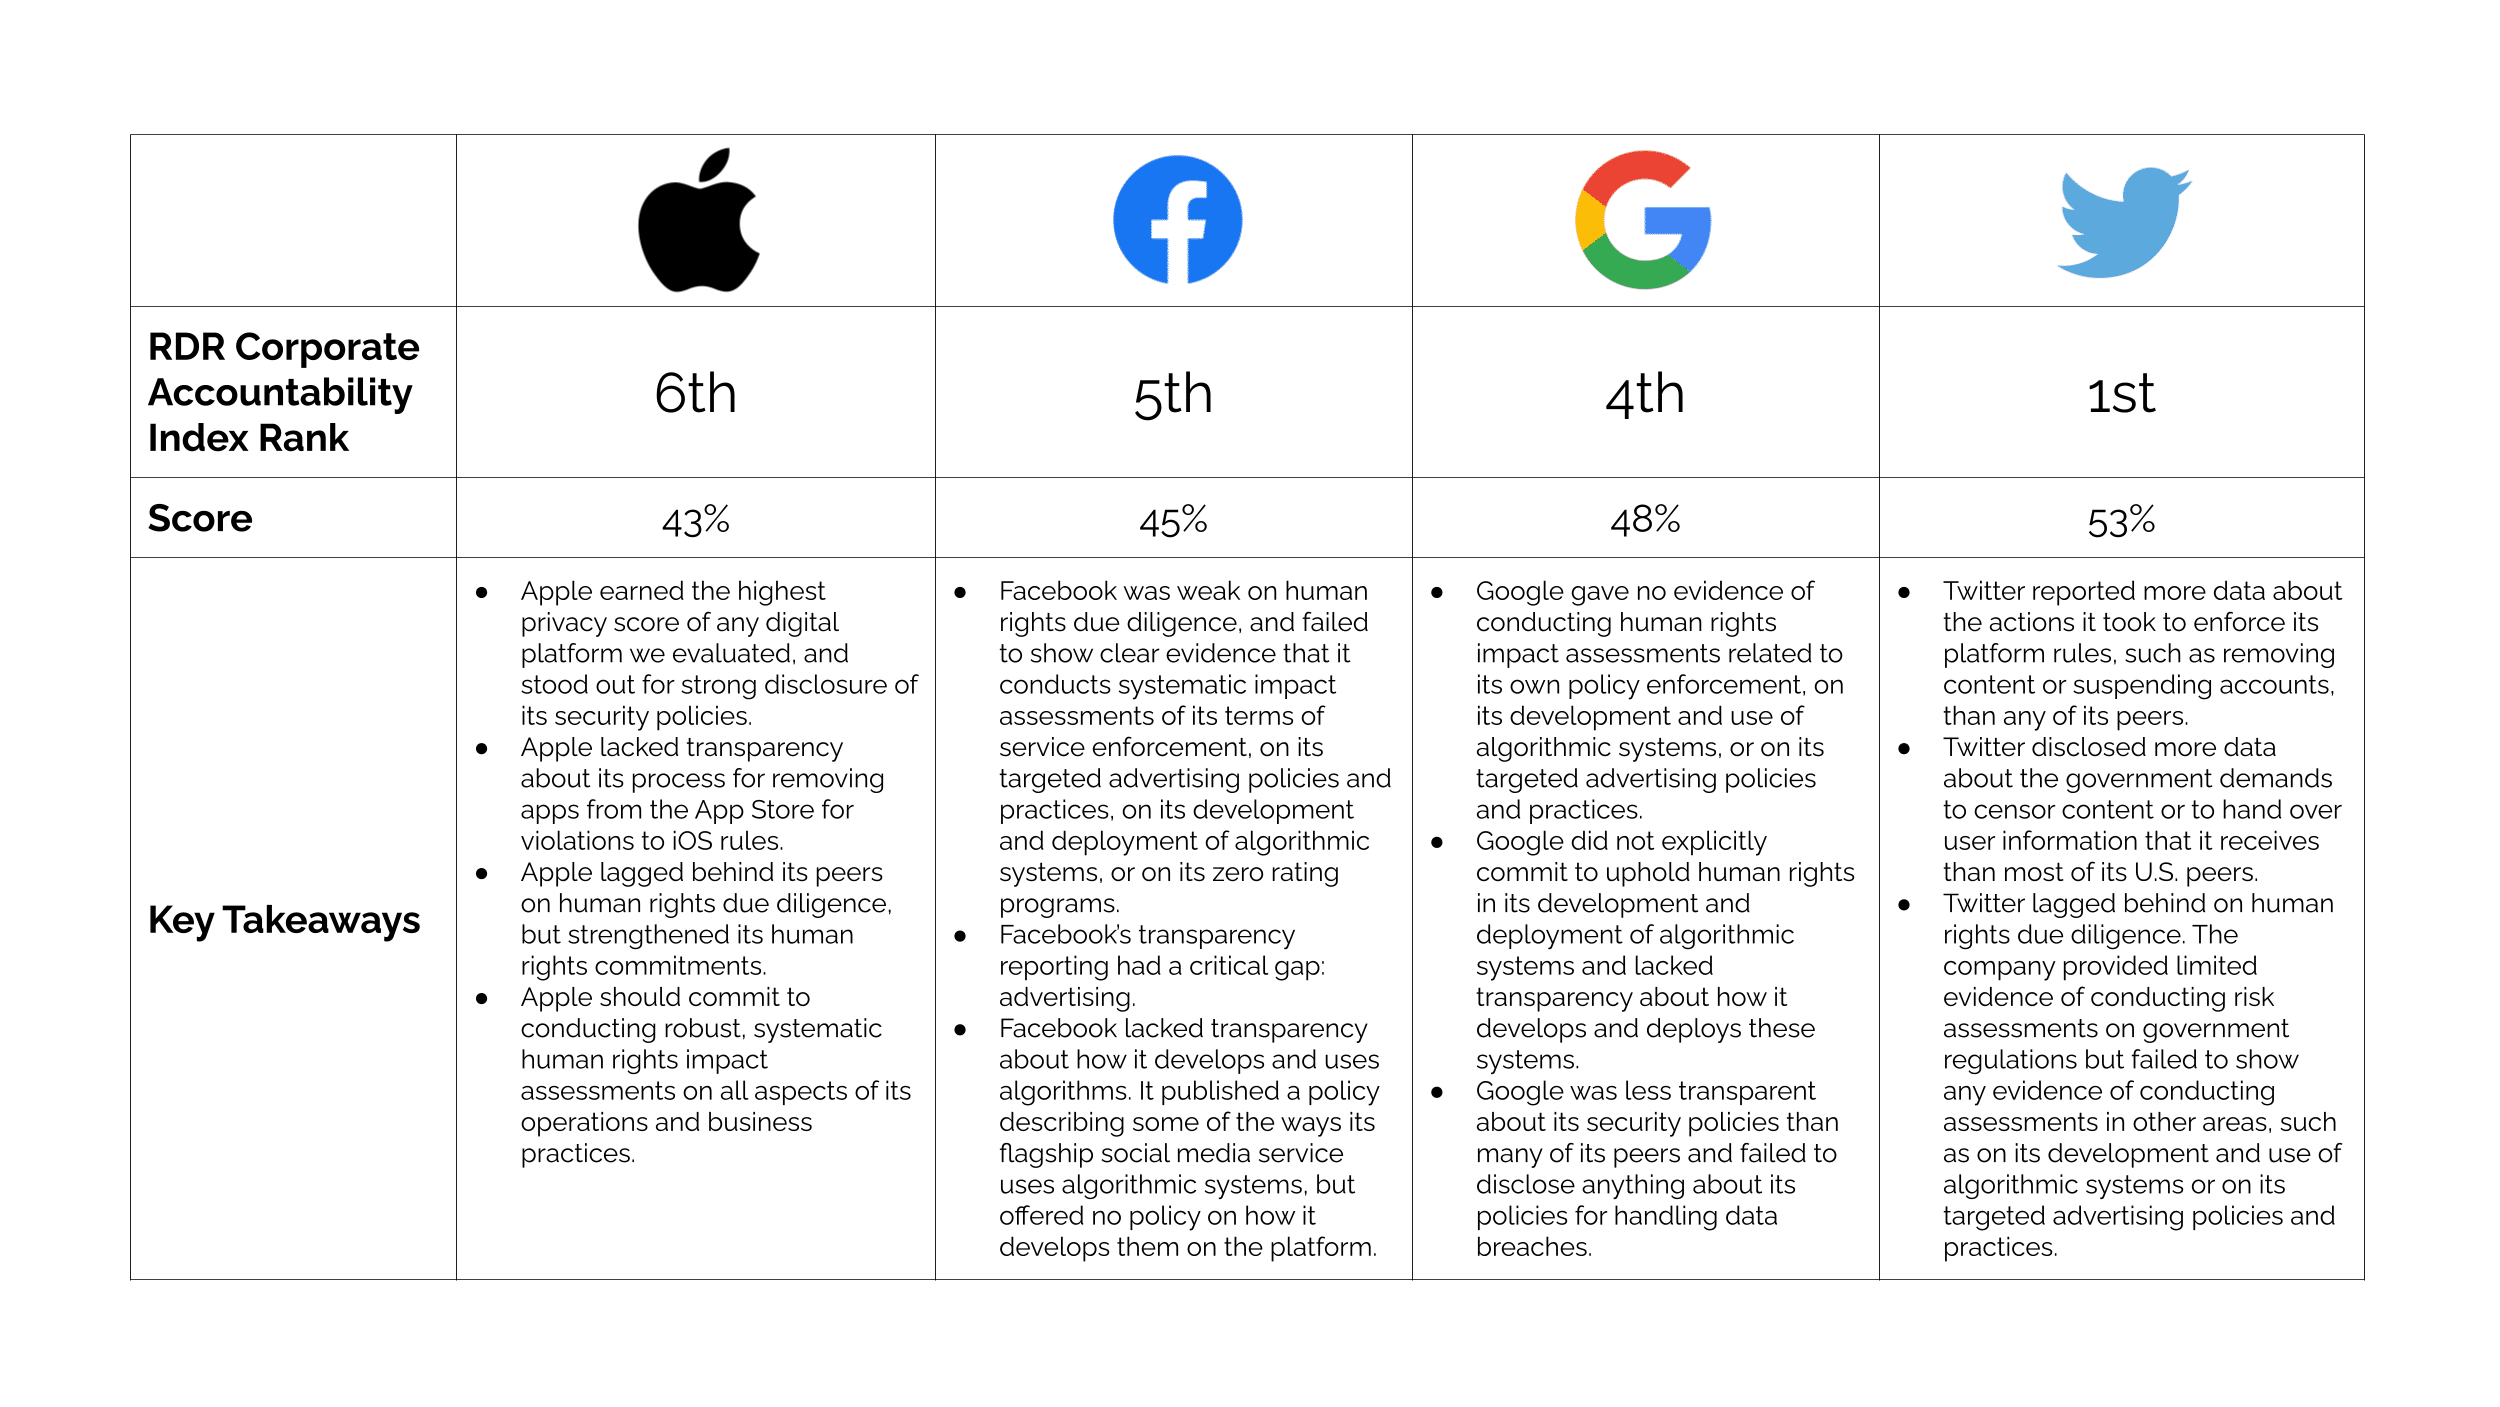 RDR Corporate
Accountability
Index Rank
6th
5th
4th
1st
Score
43%
45%
48%
53%
Key Takeaways
● Apple earned the highest
privacy score of any digital
platform we evaluated, and
stood out for strong disclosure of
its security policies.
● Apple lacked transparency
about its process for removing
apps from the App Store for
violations to iOS rules.
● Apple lagged behind its peers
on human rights due diligence,
but strengthened its human
rights commitments.
● Apple should commit to
conducting robust, systematic
human rights impact
assessments on all aspects of its
operations and business
practices.
● Facebook was weak on human
rights due diligence, and failed
to show clear evidence that it
conducts systematic impact
assessments of its terms of
service enforcement, on its
targeted advertising policies and
practices, on its development
and deployment of algorithmic
systems, or on its zero rating
programs.
● Facebook's transparency
reporting had a critical gap:
advertising.
● Facebook lacked transparency
about how it develops and uses
algorithms. It published a policy
describing some of the ways its
flagship social media service
uses algorithmic systems, but
offered no policy on how it
develops them on the platform.
● Google gave no evidence of
conducting human rights
impact assessments related to
its own policy enforcement, on
its development and use of
algorithmic systems, or on its
targeted advertising policies
and practices.
● Google did not explicitly
commit to uphold human rights
in its development and
deployment of algorithmic
systems and lacked
transparency about how it
develops and deploys these
systems.
● Google was less transparent
about its security policies than
many of its peers and failed to
disclose anything about its
policies for handling data
breaches.
● Twitter reported more data about
the actions it took to enforce its
platform rules, such as removing
content or suspending accounts,
than any of its peers.
● Twitter disclosed more data
about the government demands
to censor content or to hand over
user information that it receives
than most of its U.S. peers.
● Twitter lagged behind on human
rights due diligence. The
company provided limited
evidence of conducting risk
assessments on government
regulations but failed to show
any evidence of conducting
assessments in other areas, such
as on its development and use of
algorithmic systems or on its
targeted advertising policies and
practices.